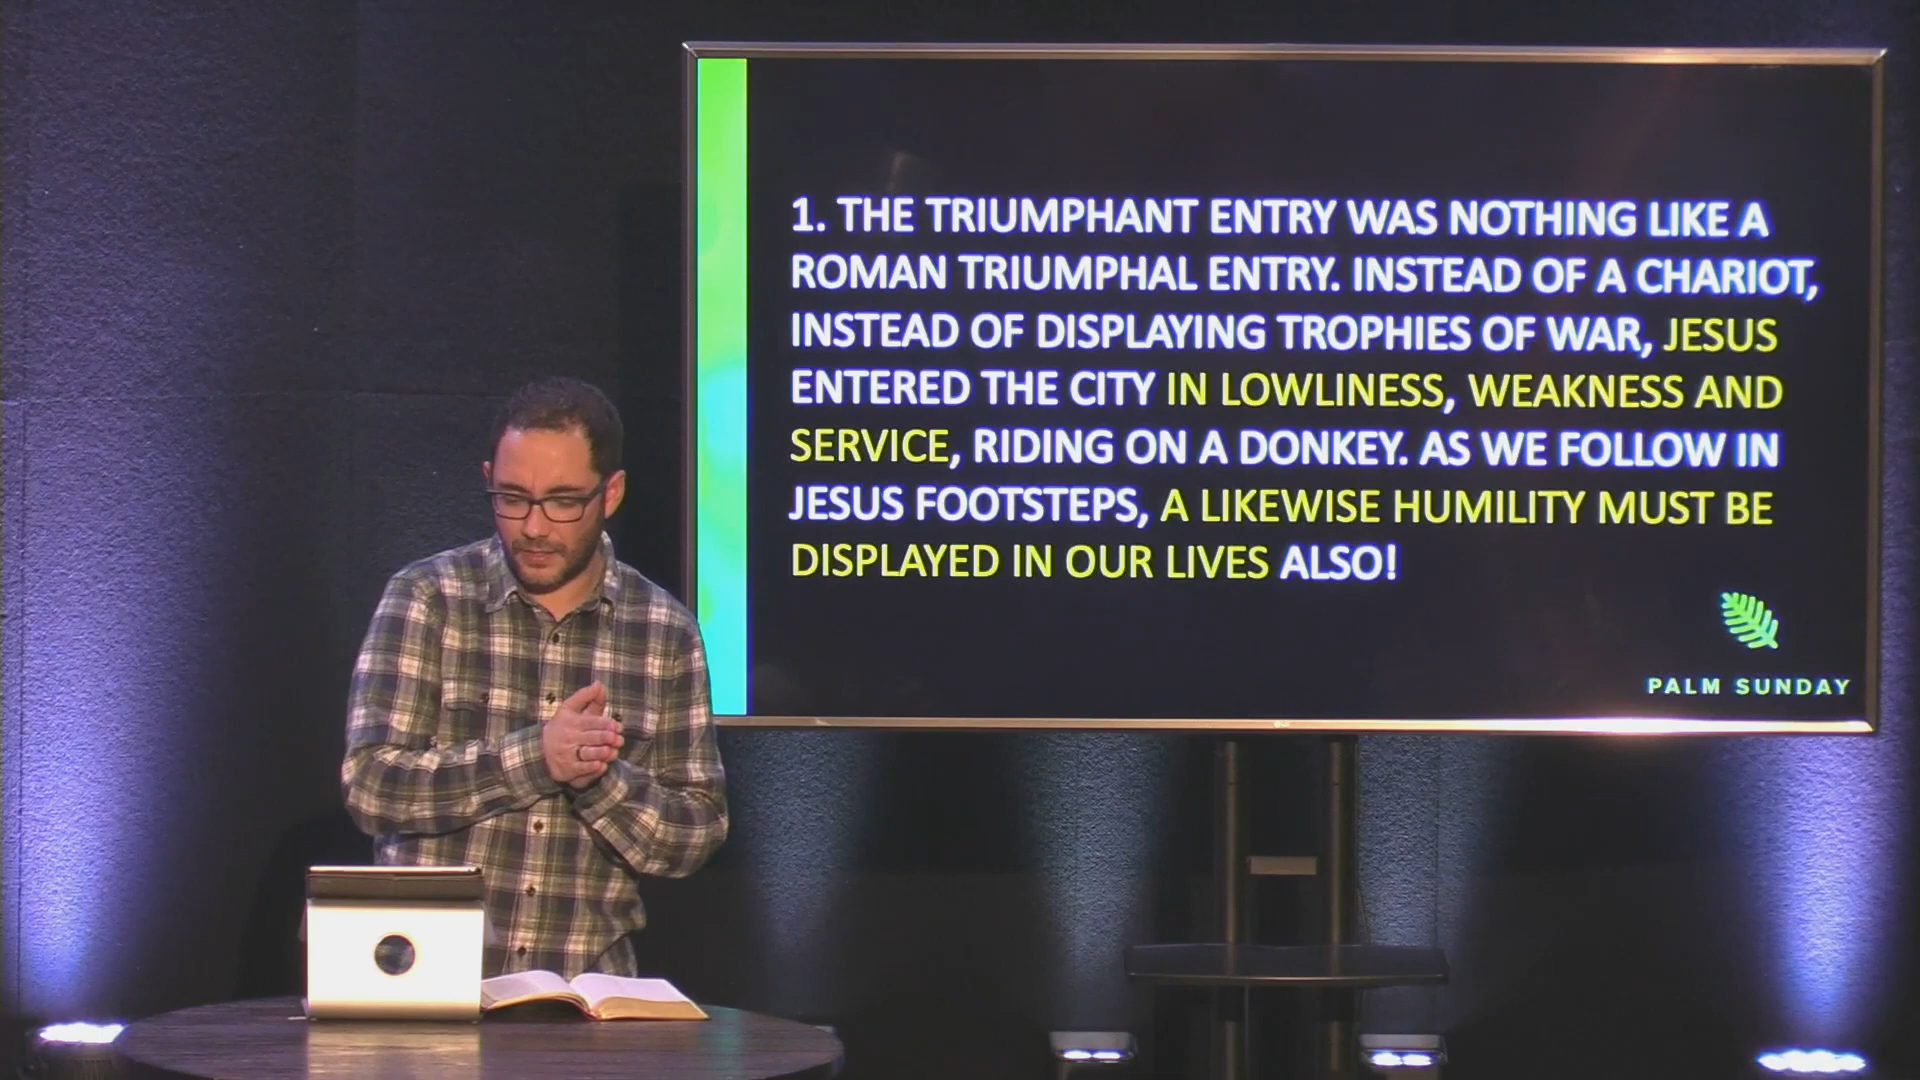 1. THE TRIUMPHANT ENTRY WAS NOTHING LIKE A
ROMAN TRIUMPHAL ENTRY. INSTEAD OF A CHARIOT,
INSTEAD OF DISPLAYING TROPHIES OF WAR, JESUS
ENTERED THE CITY IN LOWLINESS, WEAKNESS AND
SERVICE, RIDING ON A DONKEY. AS WE FOLLOW IN
JESUS FOOTSTEPS, A LIKEWISE HUMILITY MUST BE
DISPLAYED IN OUR LIVES ALSO!
PALM SUNDAY